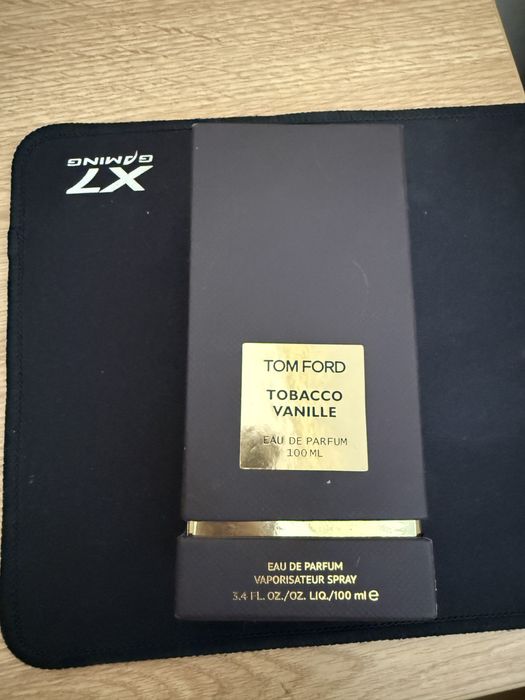 X7
GAMING
TOM FORD
TOBACCO
VANILLE
EAU DE PARFUM
100 ML
EAU DE PARFUM
VAPORISATEUR SPRAY
3.4 FL. OZ./OZ. LIQ./100 ml e